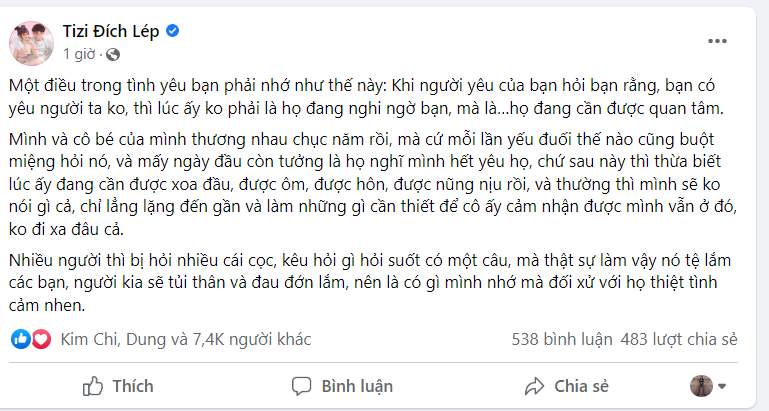 Tizi Đích Lép
1 giờ ·
Một điều trong tình yêu bạn phải nhớ như thế này: Khi người yêu của bạn hỏi bạn rằng, bạn có
yêu người ta ko, thì lúc ấy ko phải là họ đang nghi ngờ bạn, mà là...họ đang cần được quan tâm.
Mình và cô bé của mình thương nhau chục năm rồi, mà cứ mỗi lần yếu đuối thế nào cũng buột
miệng hỏi nó, và mấy ngày đầu còn tưởng là họ nghĩ mình hết yêu họ, chứ sau này thì thừa biết
lúc ấy đang cần được xoa đầu, được ôm, được hôn, được nũng nịu rồi, và thường thì mình sẽ ko
nói gì cả, chỉ lẳng lặng đến gần và làm những gì cần thiết để cô ấy cảm nhận được mình vẫn ở đó,
ko đi xa đâu cả.
Nhiều người thì bị hỏi nhiều cái cọc, kêu hỏi gì hỏi suốt có một câu, mà thật sự làm vậy nó tệ lắm
các bạn, người kia sẽ tủi thân và đau đớn lắm, nên là có gì mình nhớ mà đối xử với họ thiệt tình
cảm nhen.
Kim Chi, Dung và 7,4K người khác 538 bình luận 483 lượt chia sẻ
Thích Bình luận Chia sẻ